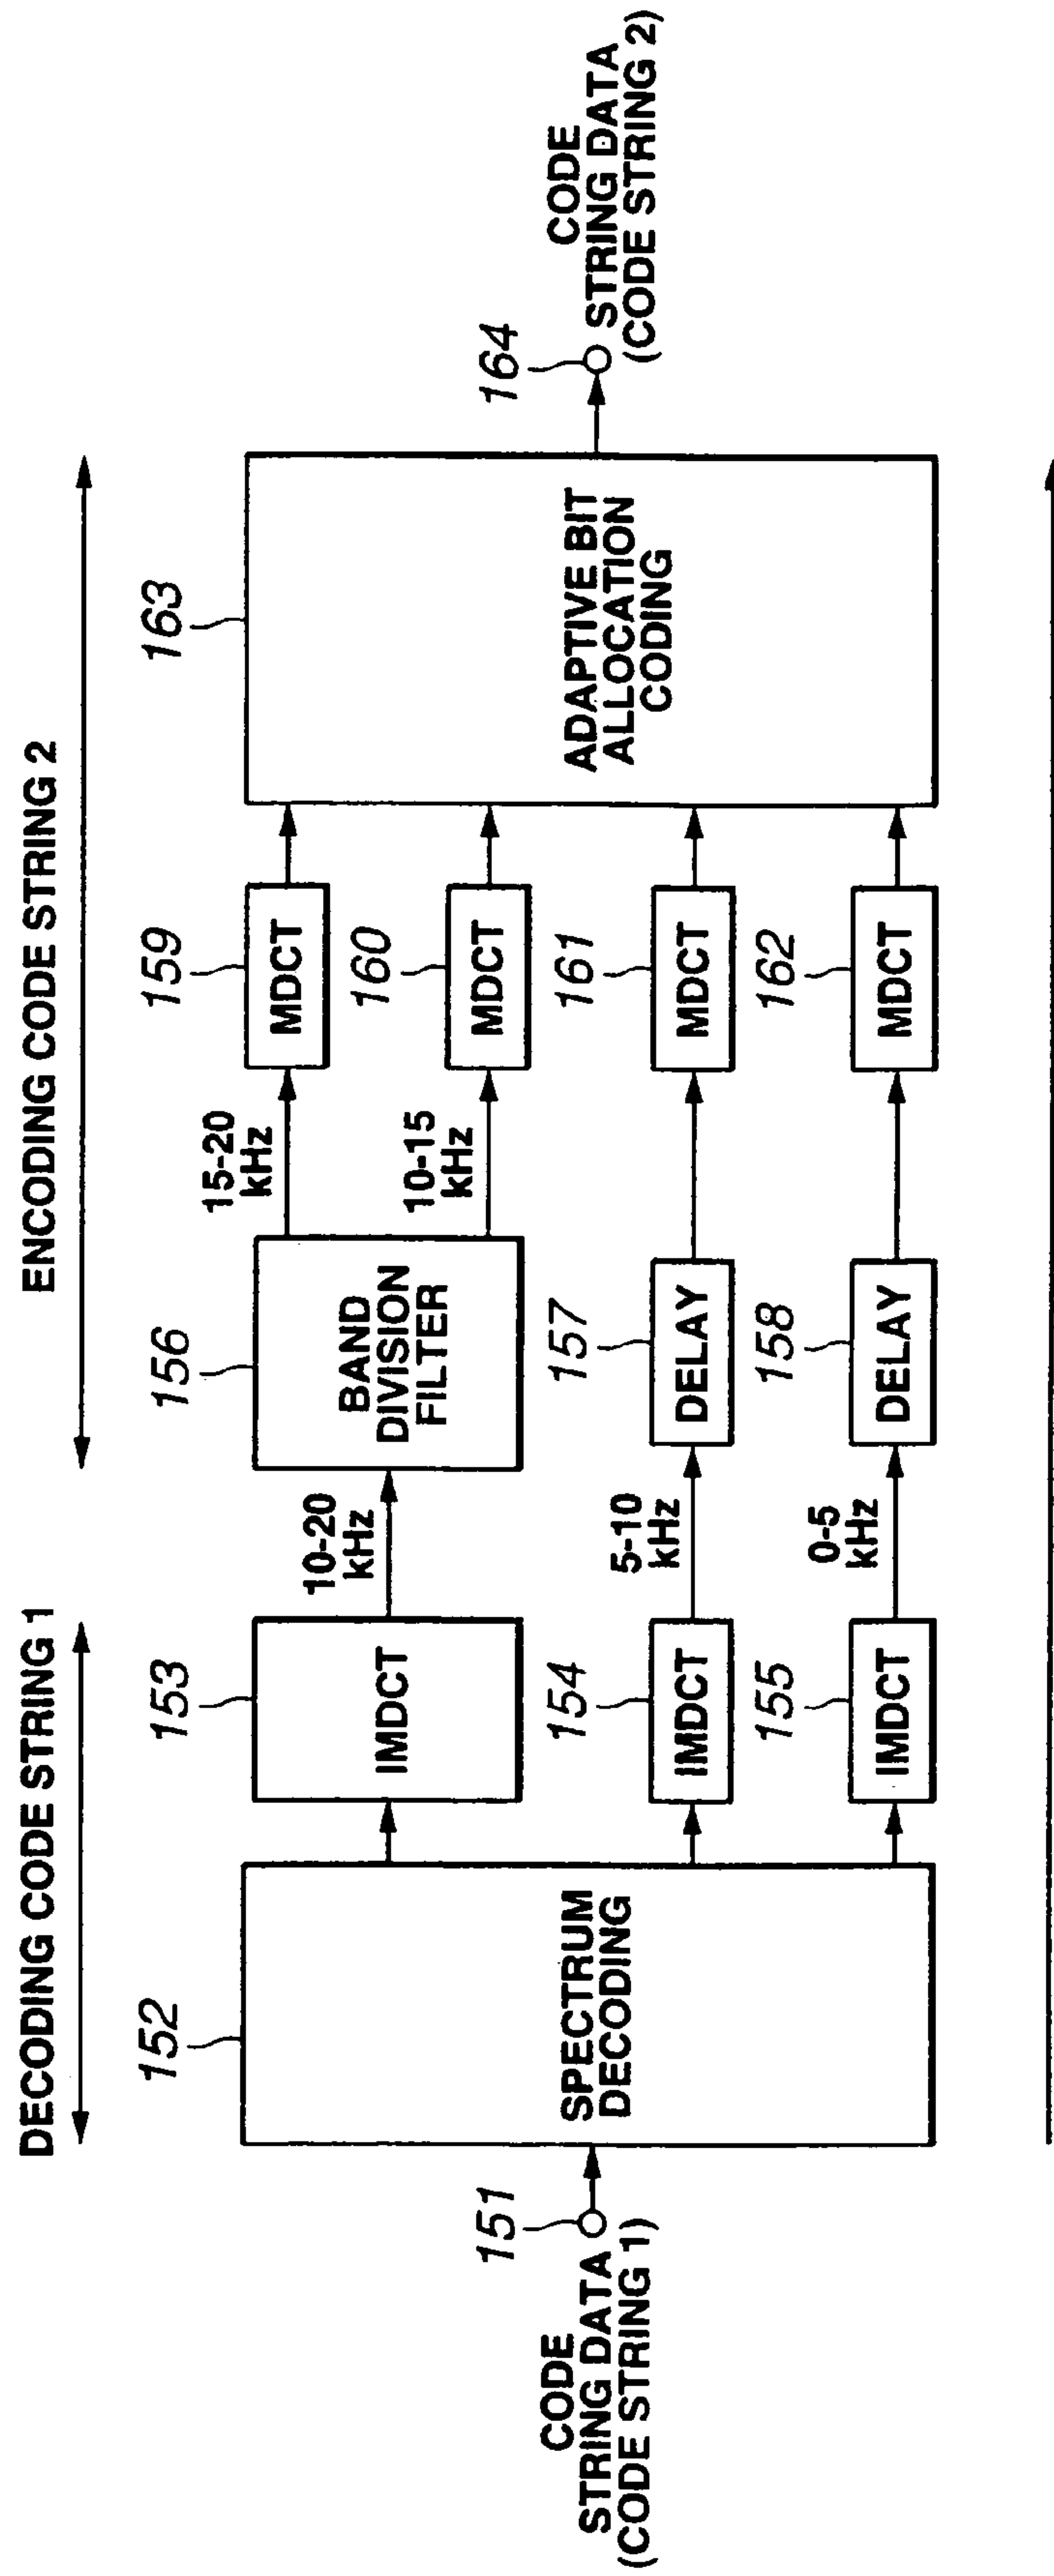 DECODING CODE STRING 1
ENCODING CODE STRING 2
CODE
STRING DATA
(CODE STRING 1)
151
152
SPECTRUM
DECODING
153
IMDCT
154
IMDCT
155
IMDCT
10-20
kHz
5-10
kHz
0-5
kHz
156
BAND
DIVISION
FILTER
157
DELAY
158
DELAY
15-20
kHz
10-15
kHz
159
MDCT
160
MDCT
161
MDCT
162
MDCT
163
ADAPTIVE BIT
ALLOCATION
CODING
164
CODE
STRING DATA
(CODE STRING 2)